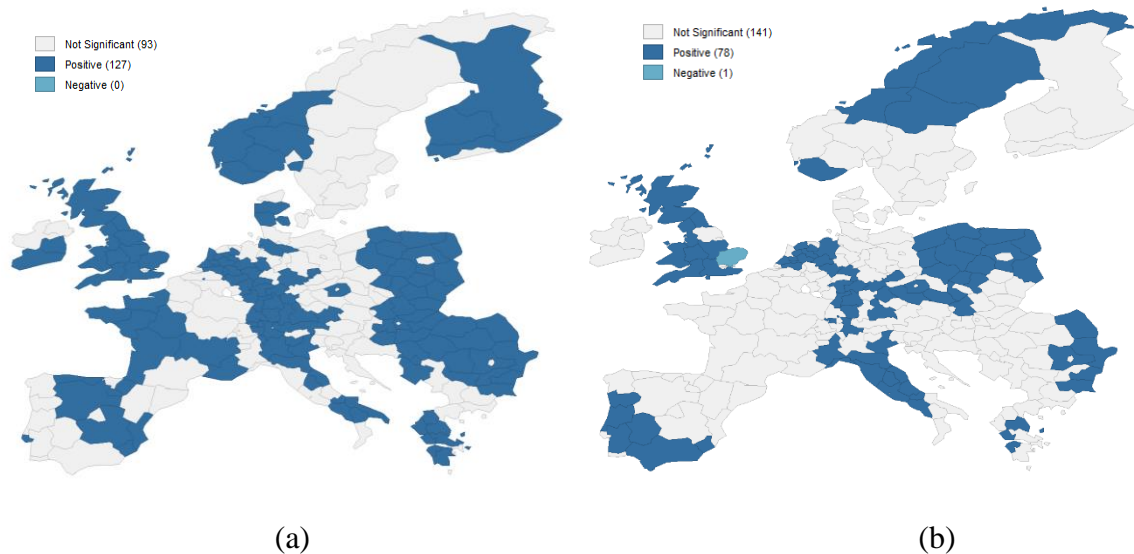 Not Significant (93)
Positive (127)
Negative (0)
Not Significant (141)
Positive (78)
Negative (1)
(a)
(b)